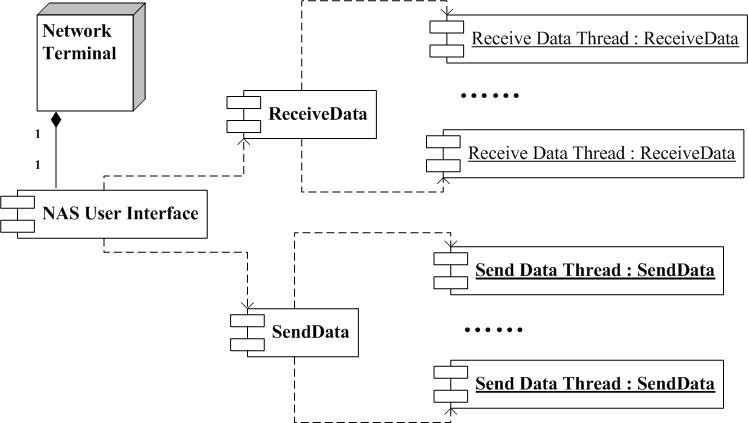 Network
Terminal
1
1
NAS User Interface
ReceiveData
Receive Data Thread : ReceiveData
......
Receive Data Thread : ReceiveData
SendData
Send Data Thread : SendData
......
Send Data Thread : SendData